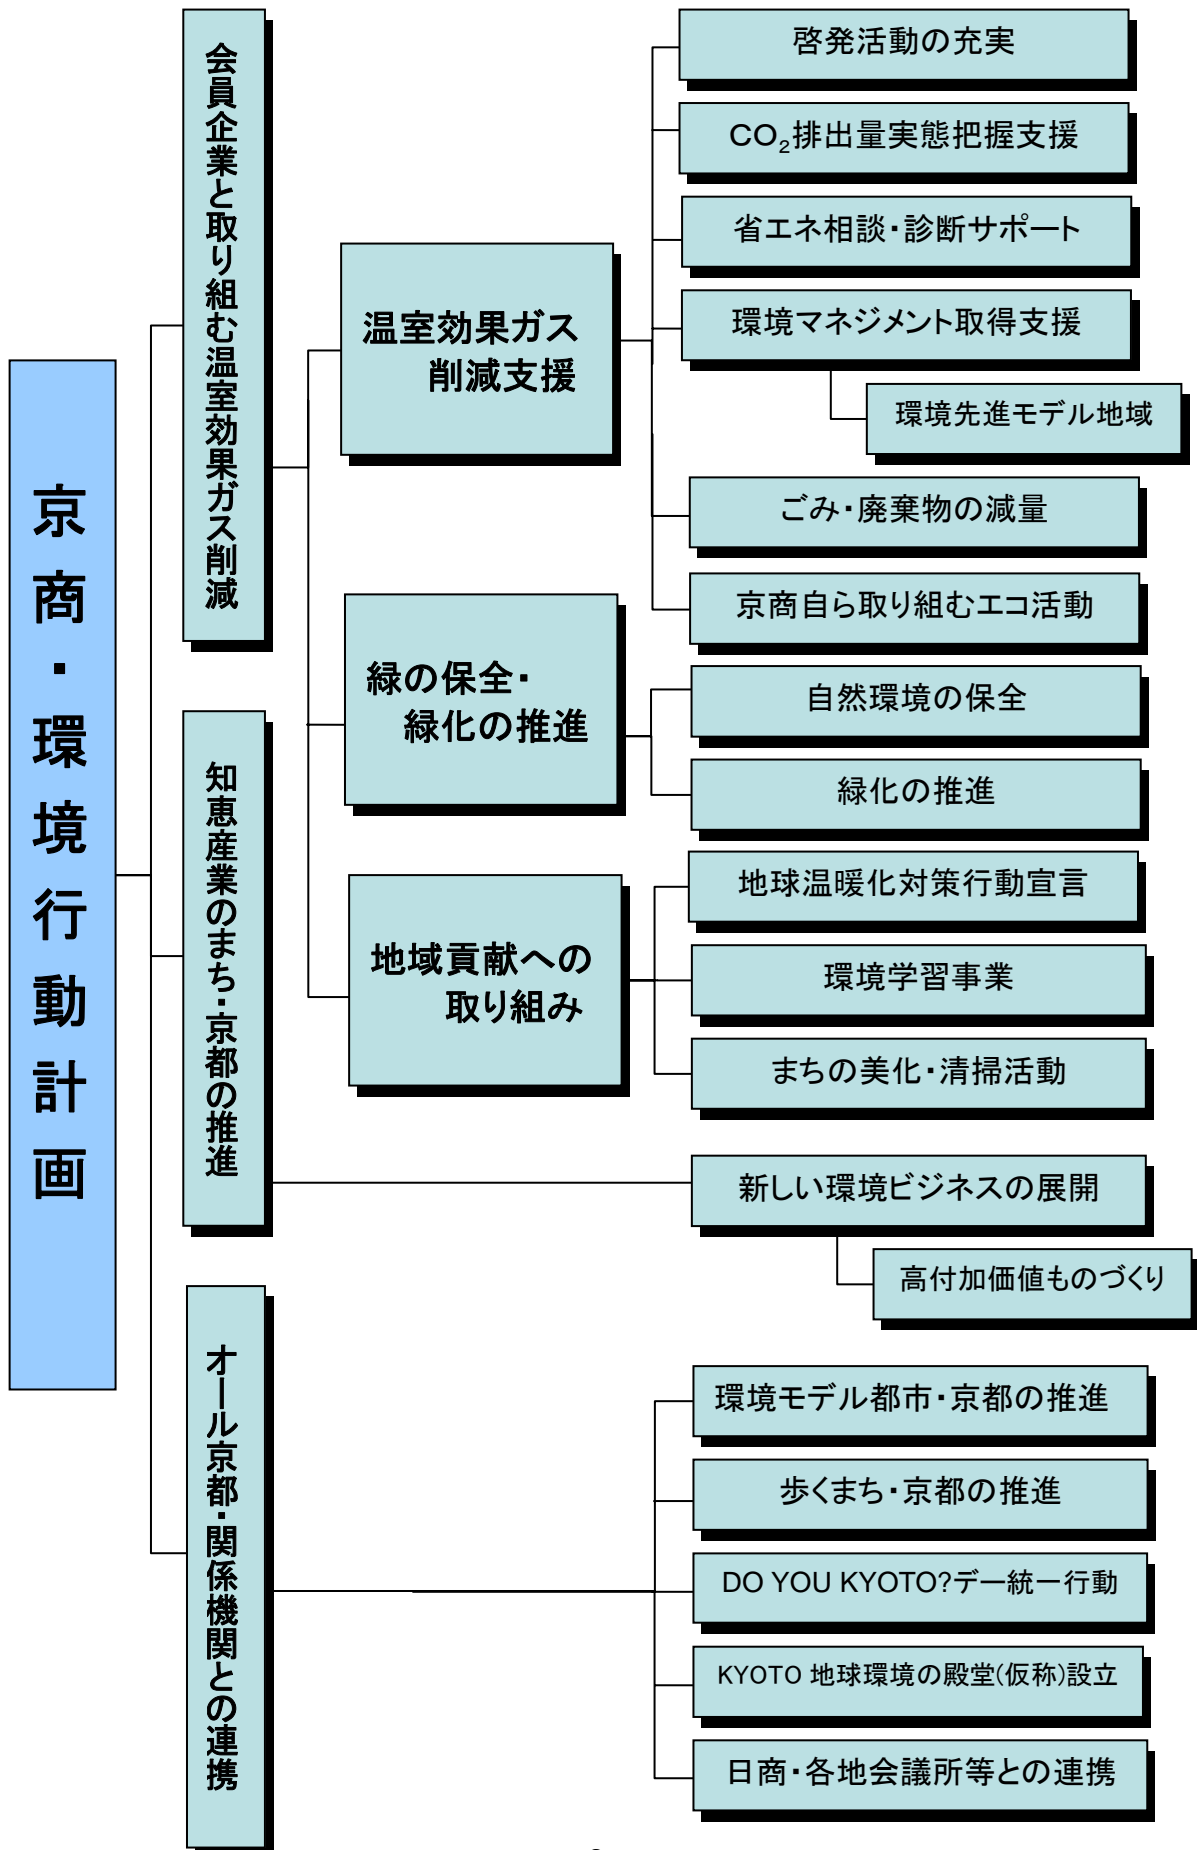 京商・環境行動計画
会員企業と取り組む温室効果ガス削減
温室効果ガス
削減支援
啓発活動の充実
CO₂排出量実態把握支援
省エネ相談・診断サポート
環境マネジメント取得支援
環境先進モデル地域
ごみ・廃棄物の減量
京商自ら取り組むエコ活動
緑の保全・
緑化の推進
自然環境の保全
緑化の推進
地域貢献への
取り組み
地球温暖化対策行動宣言
環境学習事業
まちの美化・清掃活動
知恵産業のまち・京都の推進
新しい環境ビジネスの展開
高付加価値ものづくり
オール京都・関係機関との連携
環境モデル都市・京都の推進
歩くまち・京都の推進
DO YOU KYOTO?デー統一行動
KYOTO 地球環境の殿堂(仮称)設立
日商・各地会議所等との連携